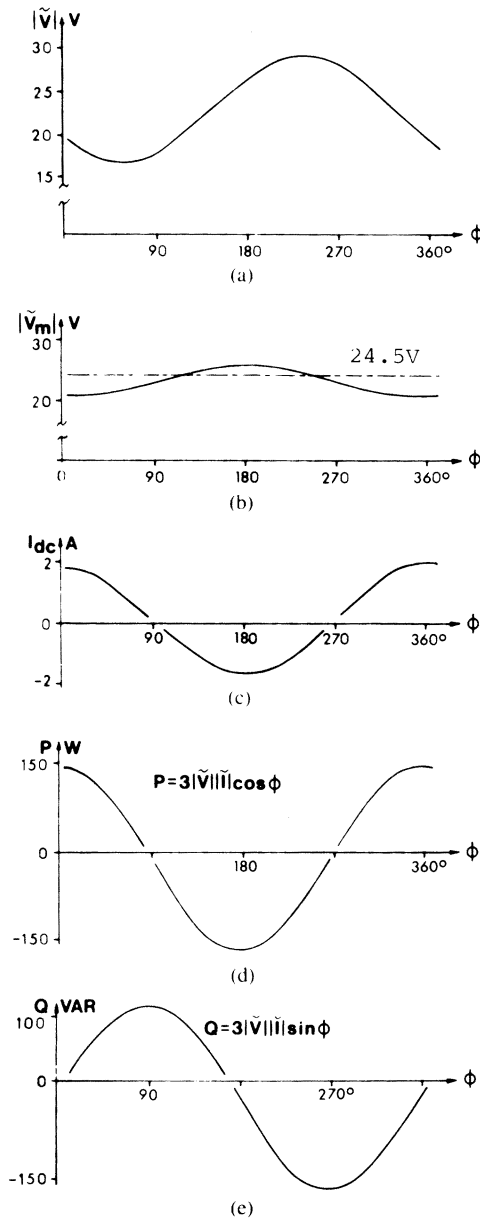 |Ṽ| V
30
25
20
15
90 180 270 360° ϕ
(a)
|Ṽm| V
30
24.5V
20
0 90 180 270 360° ϕ
(b)
Idc A
2
0
90 180 270 360° ϕ
-2
(c)
P W
150
P=3|Ṽ||Ĩ|cosϕ
0
90 180 270 360° ϕ
-150
(d)
Q VAR
100
Q=3|Ṽ||Ĩ|sinϕ
0
90 270° ϕ
-150
(e)